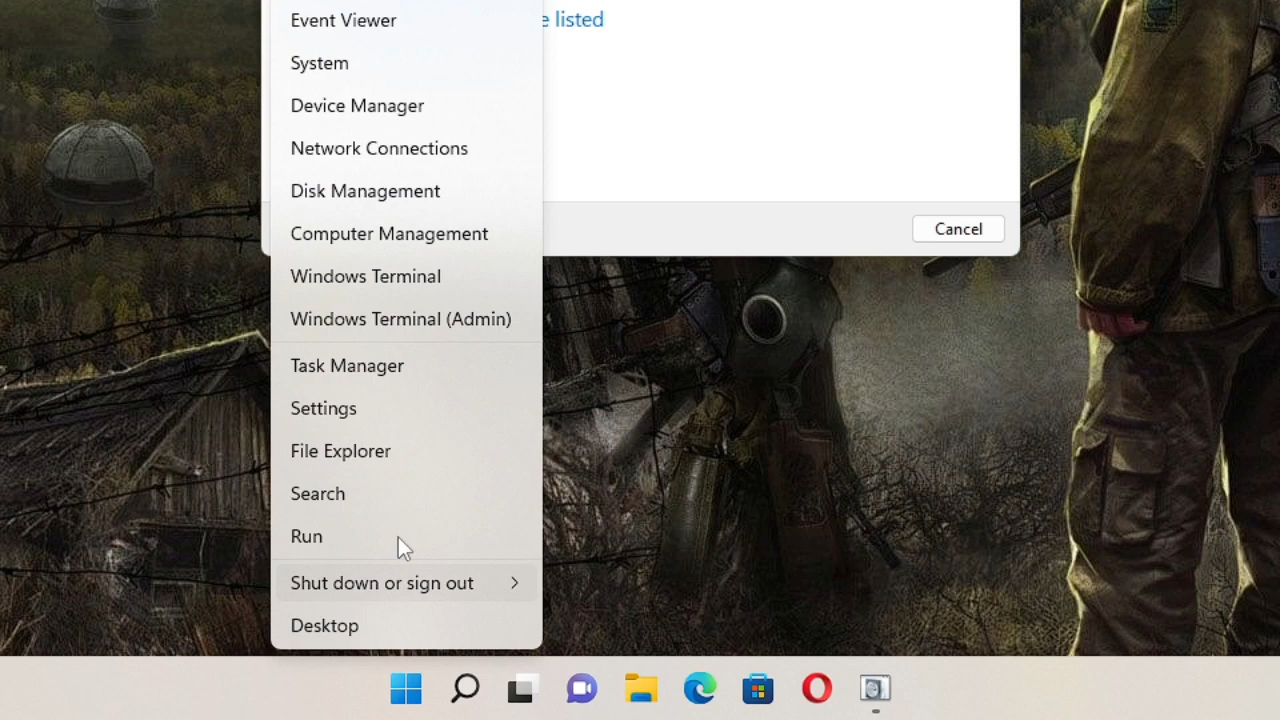 Event Viewer
e listed
System
Device Manager
Network Connections
Disk Management
Computer Management
Cancel
Windows Terminal
Windows Terminal (Admin)
Task Manager
Settings
File Explorer
Search
Run
Shut down or sign out
Desktop